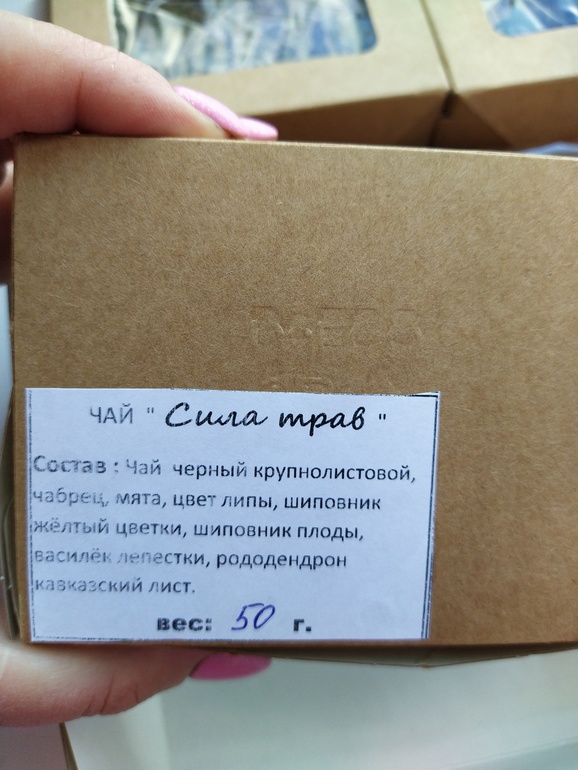 ЧАЙ " Сила трав "
Состав : Чай черный крупнолистовой,
чабрец, мята, цвет липы, шиповник
жёлтый цветки, шиповник плоды,
василёк лепестки, рододендрон
кавказский лист.
вес: 50 г.